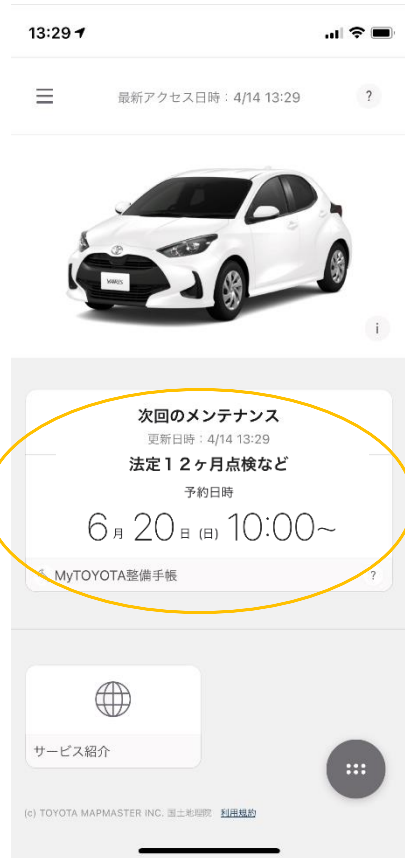 13:29
最新アクセス日時：4/14 13:29
?
YARIS
i
次回のメンテナンス
更新日時：4/14 13:29
法定１２ヶ月点検など
予約日時
6月20日(日)10:00~
MyTOYOTA整備手帳
?
サービス紹介
(c) TOYOTA MAPMASTER INC. 国土地理院 利用規約